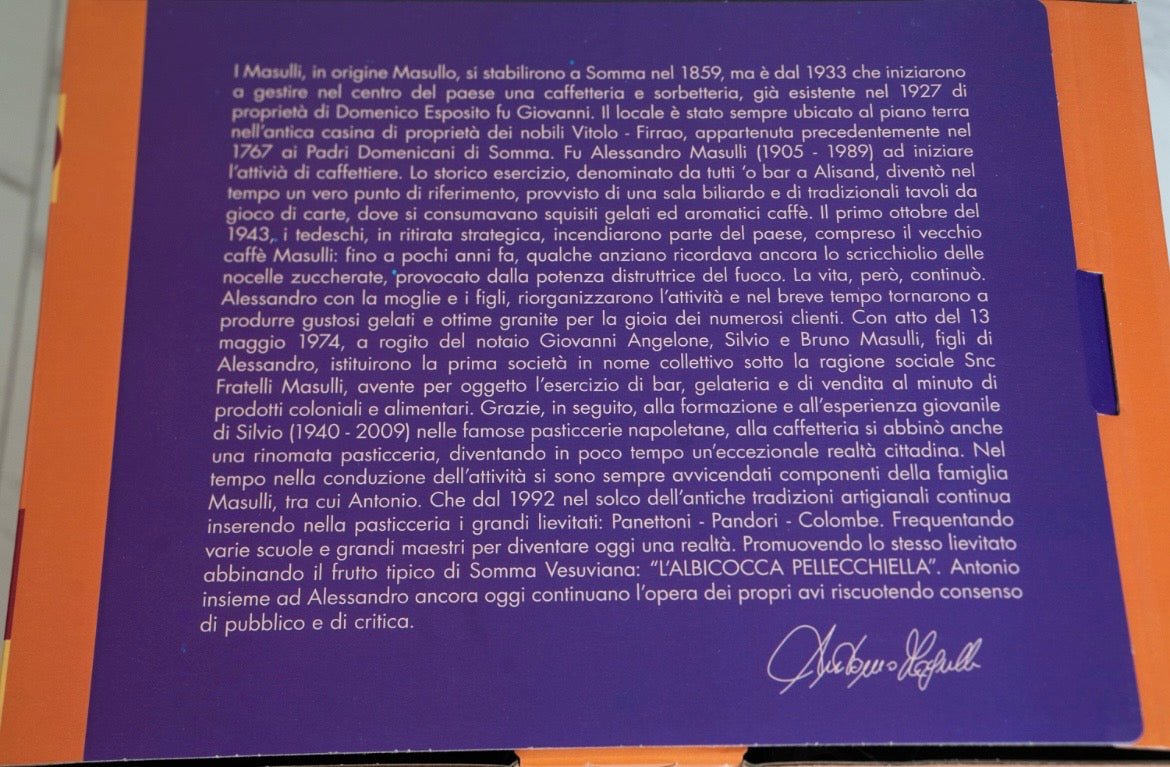 I Masulli, in origine Masullo, si stabilirono a Somma nel 1859, ma è dal 1933 che iniziarono
a gestire nel centro del paese una caffetteria e sorbetteria, già esistente nel 1927 di
proprietà di Domenico Esposito fu Giovanni. Il locale è stato sempre ubicato al piano terra
nell'antica casina di proprietà dei nobili Vitolo - Firrao, appartenuta precedentemente nel
1767 ai Padri Domenicani di Somma. Fu Alessandro Masulli (1905 - 1989) ad iniziare
l'attivià di caffettiere. Lo storico esercizio, denominato da tutti 'o bar a Alisand, diventò nel
tempo un vero punto di riferimento, provvisto di una sala biliardo e di tradizionali tavoli da
gioco di carte, dove si consumavano squisiti gelati ed aromatici caffè. Il primo ottobre del
1943, i tedeschi, in ritirata strategica, incendiarono parte del paese, compreso il vecchio
caffè Masulli: fino a pochi anni fa, qualche anziano ricordava ancora lo scricchiolio delle
nocelle zuccherate, provocato dalla potenza distruttrice del fuoco. La vita, però, continuò.
Alessandro con la moglie e i figli, riorganizzarono l'attività e nel breve tempo tornarono a
produrre gustosi gelati e ottime granite per la gioia dei numerosi clienti. Con atto del 13
maggio 1974, a rogito del notaio Giovanni Angelone, Silvio e Bruno Masulli, figli di
Alessandro, istituirono la prima società in nome collettivo sotto la ragione sociale Snc
Fratelli Masulli, avente per oggetto l'esercizio di bar, gelateria e di vendita al minuto di
prodotti coloniali e alimentari. Grazie, in seguito, alla formazione e all'esperienza giovanile
di Silvio (1940 - 2009) nelle famose pasticcerie napoletane, alla caffetteria si abbinò anche
una rinomata pasticceria, diventando in poco tempo un'eccezionale realtà cittadina. Nel
tempo nella conduzione dell'attività si sono sempre avvicendati componenti della famiglia
Masulli, tra cui Antonio. Che dal 1992 nel solco dell'antiche tradizioni artigianali continua
inserendo nella pasticceria i grandi lievitati: Panettoni - Pandori - Colombe. Frequentando
varie scuole e grandi maestri per diventare oggi una realtà. Promuovendo lo stesso lievitato
abbinando il frutto tipico di Somma Vesuviana: "L'ALBICOCCA PELLECCHIELLA". Antonio
insieme ad Alessandro ancora oggi continuano l'opera dei propri avi riscuotendo consenso
di pubblico e di critica.
Antonio Masulli